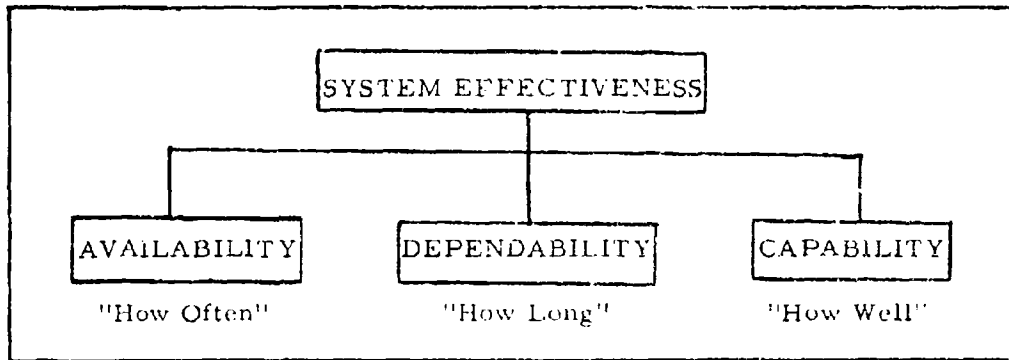 SYSTEM EFFECTIVENESS
AVAILABILITY DEPENDABILITY CAPABILITY
"How Often" "How Long" "How Well"